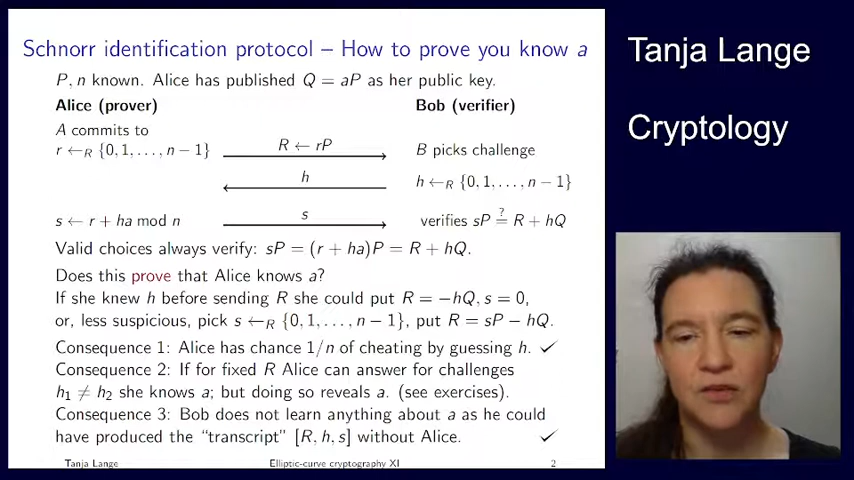 Schnorr identification protocol – How to prove you know a
P, n known. Alice has published Q = aP as her public key.
Alice (prover) Bob (verifier)
A commits to
r ←R {0, 1, . . . , n − 1} R ← rP B picks challenge
h h ←R {0, 1, . . . , n − 1}
s ← r + ha mod n s verifies sP ?= R + hQ
Valid choices always verify: sP = (r + ha)P = R + hQ.
Does this prove that Alice knows a?
If she knew h before sending R she could put R = −hQ, s = 0,
or, less suspicious, pick s ←R {0, 1, . . . , n − 1}, put R = sP − hQ.
Consequence 1: Alice has chance 1/n of cheating by guessing h. ✓
Consequence 2: If for fixed R Alice can answer for challenges
h1 ≠ h2 she knows a; but doing so reveals a. (see exercises).
Consequence 3: Bob does not learn anything about a as he could
have produced the “transcript” [R, h, s] without Alice. ✓
Tanja Lange Elliptic-curve cryptography XI 2
Tanja Lange
Cryptology